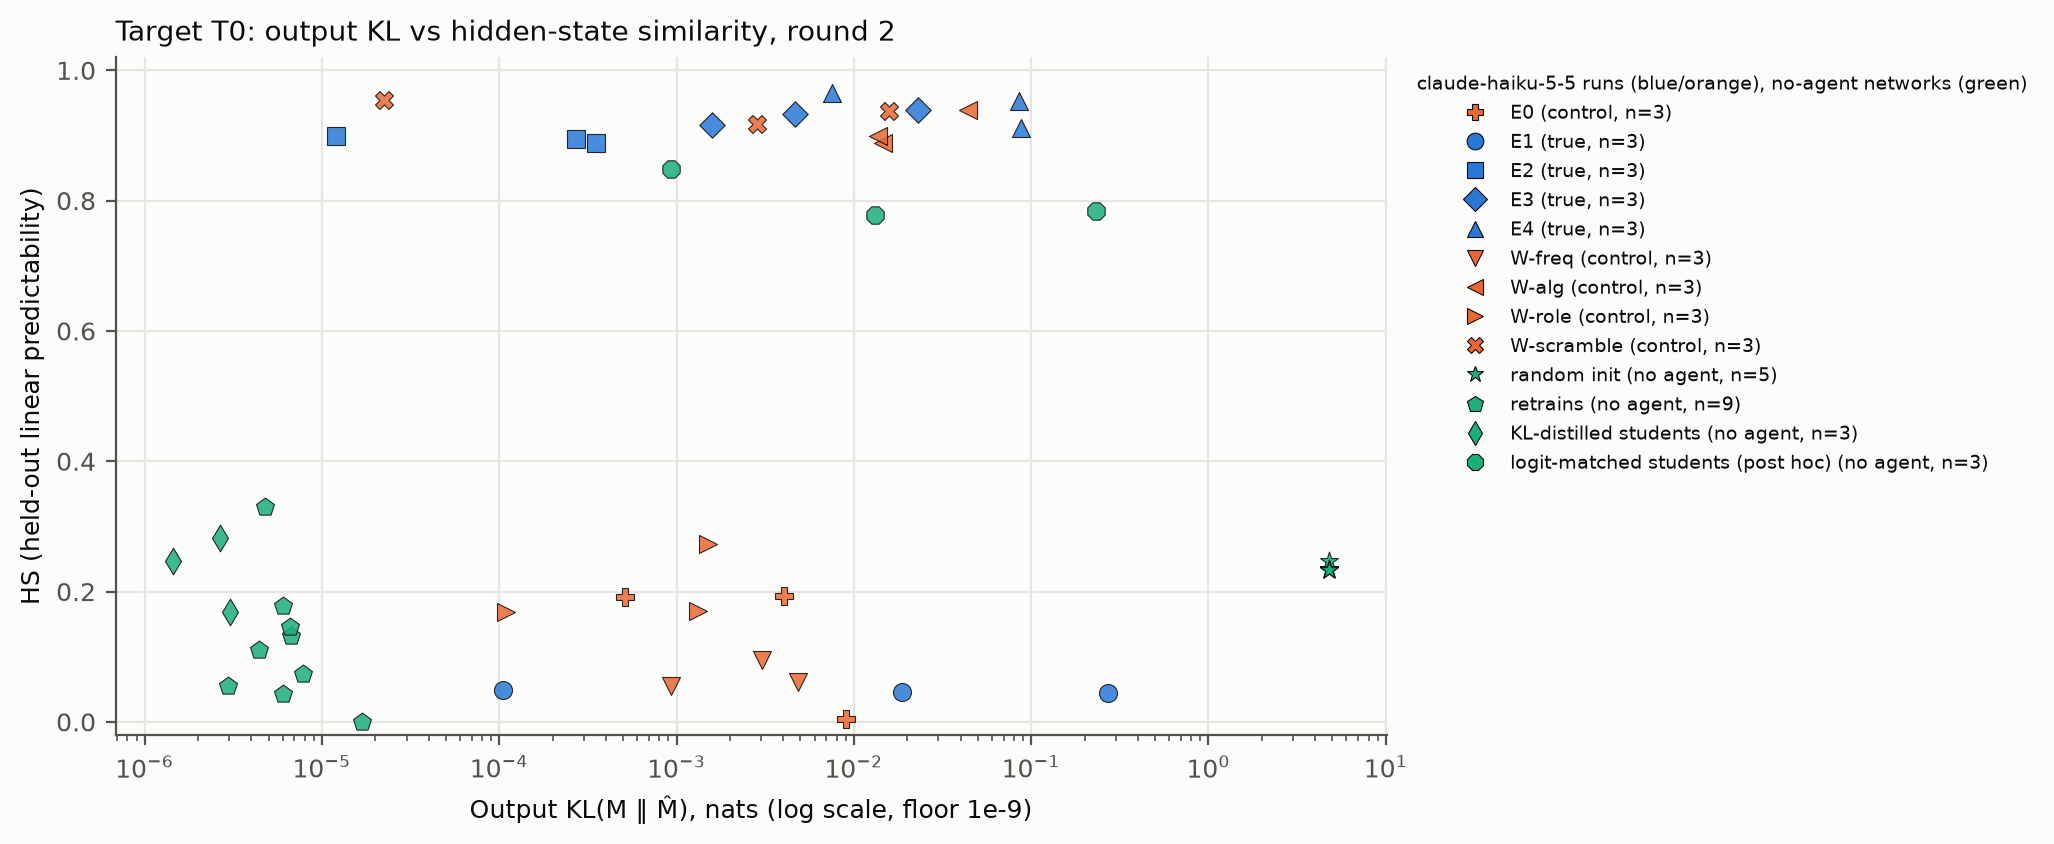 Target T0: output KL vs hidden-state similarity, round 2
HS (held-out linear predictability)
1.0
0.8
0.6
0.4
0.2
0.0
10⁻⁶
10⁻⁵
10⁻⁴
10⁻³
10⁻²
10⁻¹
10⁰
10¹
Output KL(M ∥ M̂), nats (log scale, floor 1e-9)
claude-haiku-5-5 runs (blue/orange), no-agent networks (green)
E0 (control, n=3)
E1 (true, n=3)
E2 (true, n=3)
E3 (true, n=3)
E4 (true, n=3)
W-freq (control, n=3)
W-alg (control, n=3)
W-role (control, n=3)
W-scramble (control, n=3)
random init (no agent, n=5)
retrains (no agent, n=9)
KL-distilled students (no agent, n=3)
logit-matched students (post hoc) (no agent, n=3)